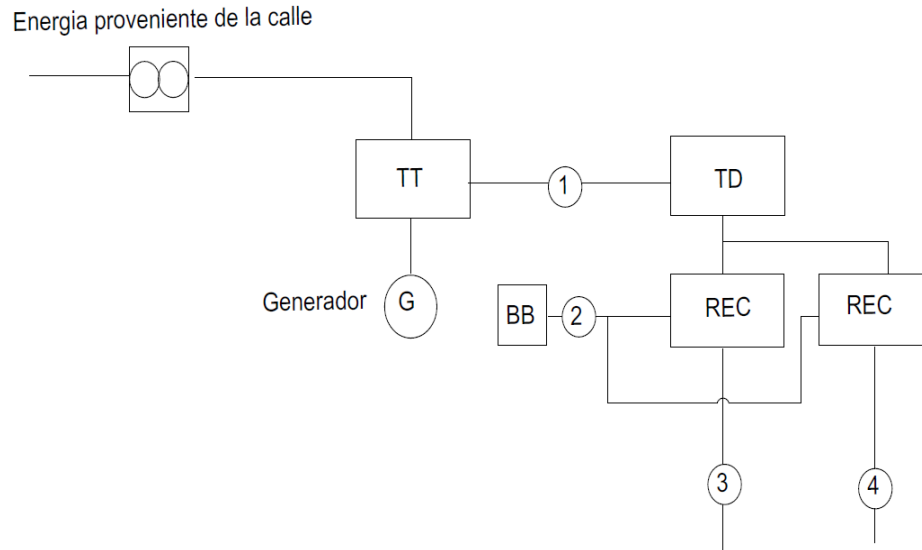 Energia proveniente de la calle
TT
1
TD
Generador
G
BB
2
REC
REC
3
4